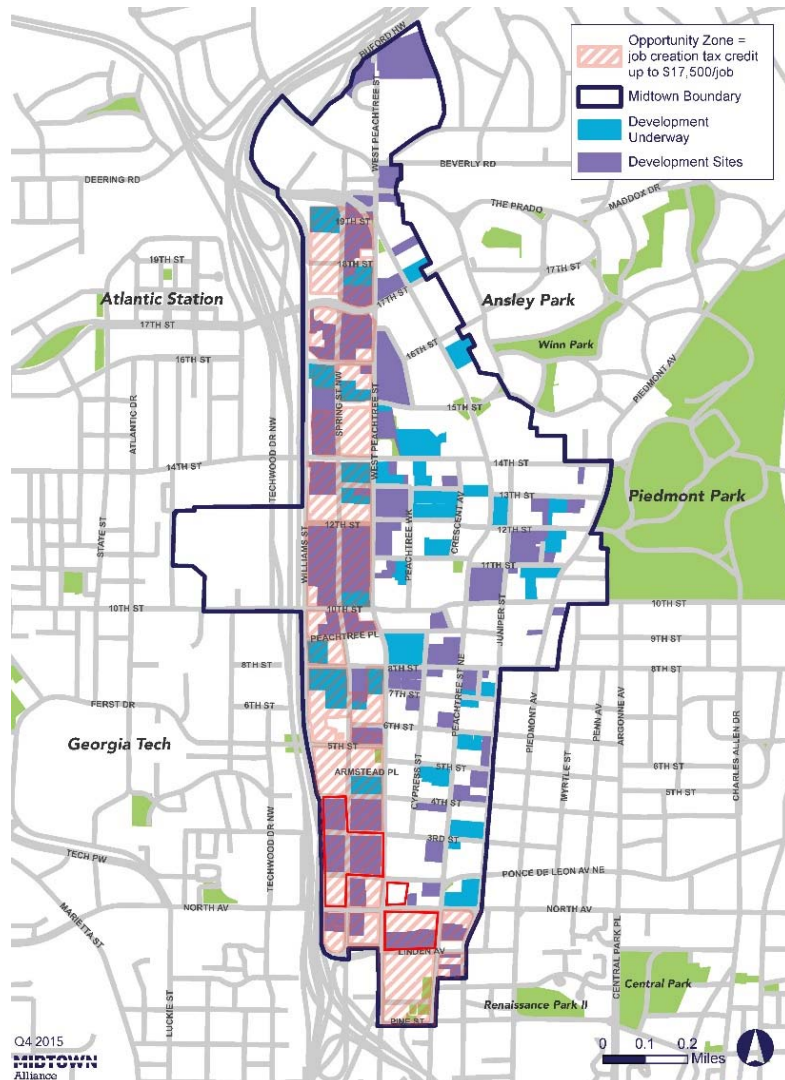 BUFORD HWY
WEST PEACHTREE ST
Opportunity Zone =
job creation tax credit
up to $17,500/job
Midtown Boundary
Development
Underway
Development Sites
BEVERLY RD
DEERING RD
THE PRADO
MADDOX DR
19TH ST
19TH ST
18TH ST
17TH ST
17TH ST
Atlantic Station
Ansley Park
17TH ST
16TH ST
Winn Park
16TH ST
PIEDMONT AV
ATLANTIC DR
SPRING ST NW
WEST PEACHTREE ST
15TH ST
TECHWOOD DR NW
14TH ST
14TH ST
13TH ST
Piedmont Park
STATE ST
WILLIAMS ST
12TH ST
PEACHTREE WK
CRESCENT AV
12TH ST
11TH ST
10TH ST
10TH ST
10TH ST
PEACHTREE PL
JUNIPER ST
9TH ST
8TH ST
8TH ST
8TH ST
7TH ST
PEACHTREE ST NE
FERST DR
6TH ST
6TH ST
PIEDMONT AV
PENN AV
ARGONNE AV
CHARLES ALLEN DR
Georgia Tech
5TH ST
ARMSTEAD PL
CYPRESS ST
5TH ST
MYRTLE ST
6TH ST
5TH ST
4TH ST
3RD ST
TECH PW
TECHWOOD DR NW
PONCE DE LEON AV NE
MARIETTA ST
NORTH AV
NORTH AV
LINDEN AV
CENTRAL PARK PL
LUCKIE ST
Renaissance Park II
Central Park
PINE ST
Q4 2015
MIDTOWN
Alliance
0 0.1 0.2
Miles